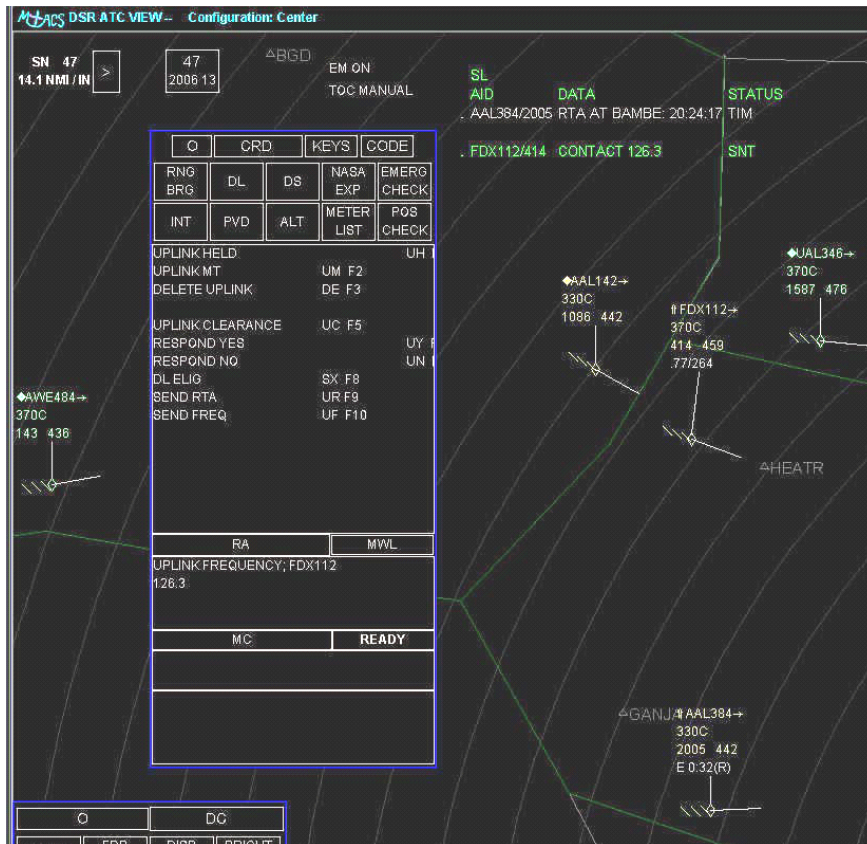 MACS DSR ATC VIEW-- Configuration: Center
SN 47
14.1 NMI / IN
>
47
2006 13
△BGD
EM ON
TOC MANUAL
SL
AID DATA STATUS
. AAL384/2005 RTA AT BAMBE: 20:24:17 TIM
. FDX112/414 CONTACT 126.3 SNT
O CRD KEYS CODE
RNG BRG DL DS NASA EXP EMERG CHECK
INT PVD ALT METER LIST POS CHECK
UPLINK HELD UH
UPLINK MT UM F2
DELETE UPLINK DE F3
UPLINK CLEARANCE UC F5
RESPOND YES UY
RESPOND NO UN
DL ELIG SX F8
SEND RTA UR F9
SEND FREQ UF F10
RA MWL
UPLINK FREQUENCY; FDX112
126.3
MC READY
◆AWE484→
370C
143 436
◆AAL142→
330C
1086 442
⇑FDX112→
370C
414 459
.77/264
◆UAL346→
370C
1587 476
△HEATR
△GANJA
⇑AAL384→
330C
2005 442
E 0:32(R)
O DC
FDB DISP BRIGHT